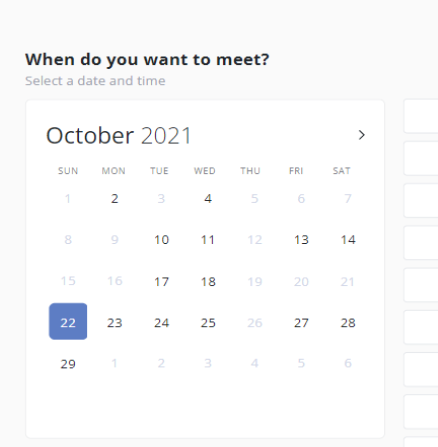 When do you want to meet?
Select a date and time
October 2021
SUN MON TUE WED THU FRI SAT
1 2 3 4 5 6 7
8 9 10 11 12 13 14
15 16 17 18 19 20 21
22 23 24 25 26 27 28
29 1 2 3 4 5 6